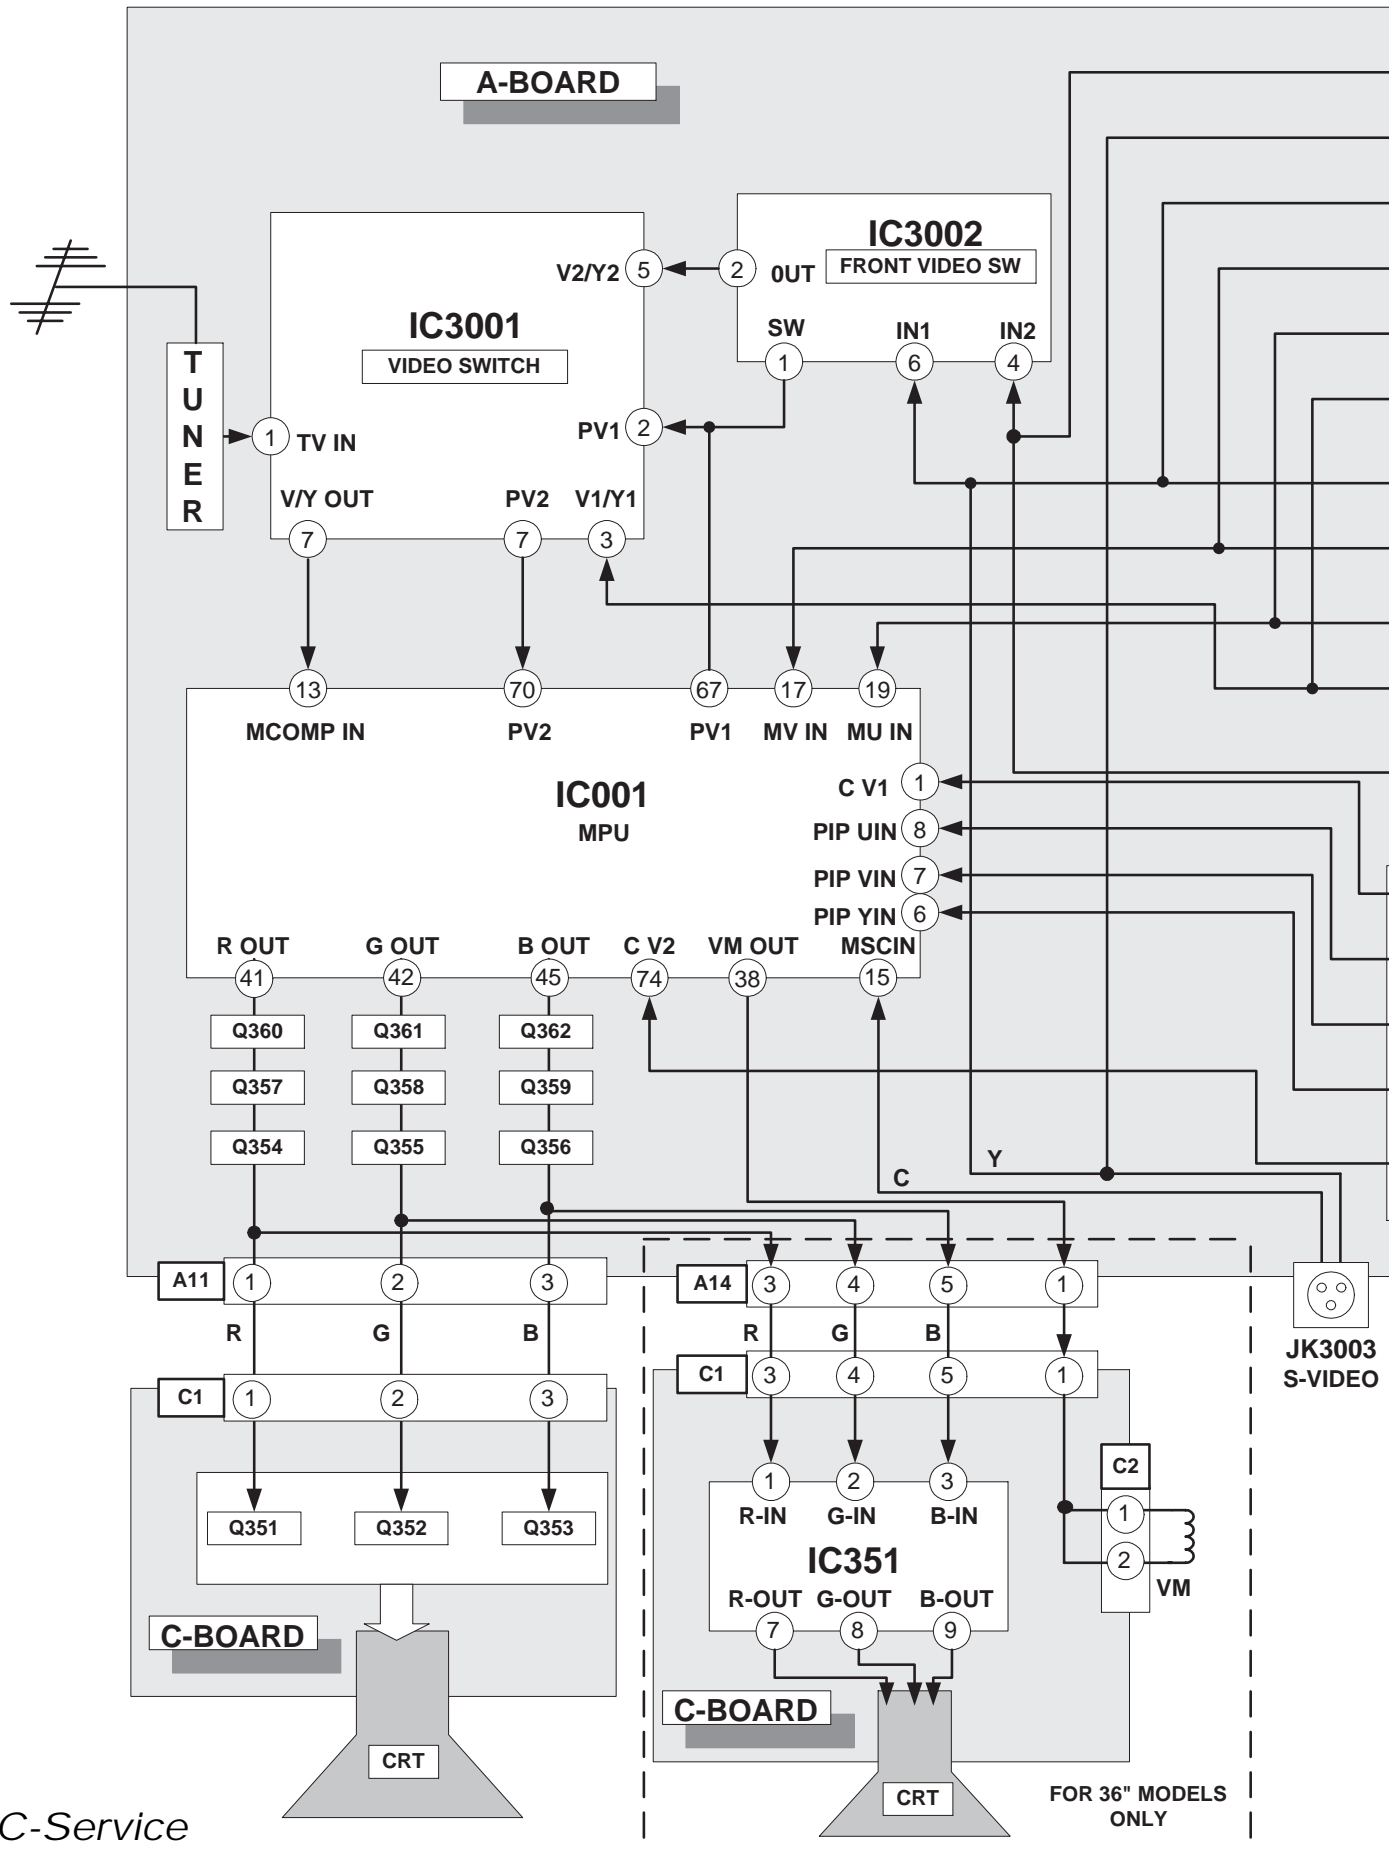 A-BOARD
IC3002
FRONT VIDEO SW
V2/Y2 5 2 0UT
IC3001
VIDEO SWITCH
SW IN1 IN2
1 6 4
TUNER
1 TV IN
PV1 2
V/Y OUT PV2 V1/Y1
7 7 3
13 70 67 17 19
MCOMP IN PV2 PV1 MV IN MU IN
IC001
MPU
C V1 1
PIP UIN 8
PIP VIN 7
PIP YIN 6
R OUT G OUT B OUT C V2 VM OUT MSCIN
41 42 45 74 38 15
Q360 Q361 Q362
Q357 Q358 Q359
Q354 Q355 Q356
Y
C
A11 1 2 3
A14 3 4 5 1
R G B
R G B
JK3003
S-VIDEO
C1 1 2 3
C1 3 4 5 1
C2
1
2
VM
1 2 3
R-IN G-IN B-IN
IC351
R-OUT G-OUT B-OUT
7 8 9
Q351 Q352 Q353
C-BOARD
C-BOARD
CRT
CRT
FOR 36" MODELS
ONLY
C-Service